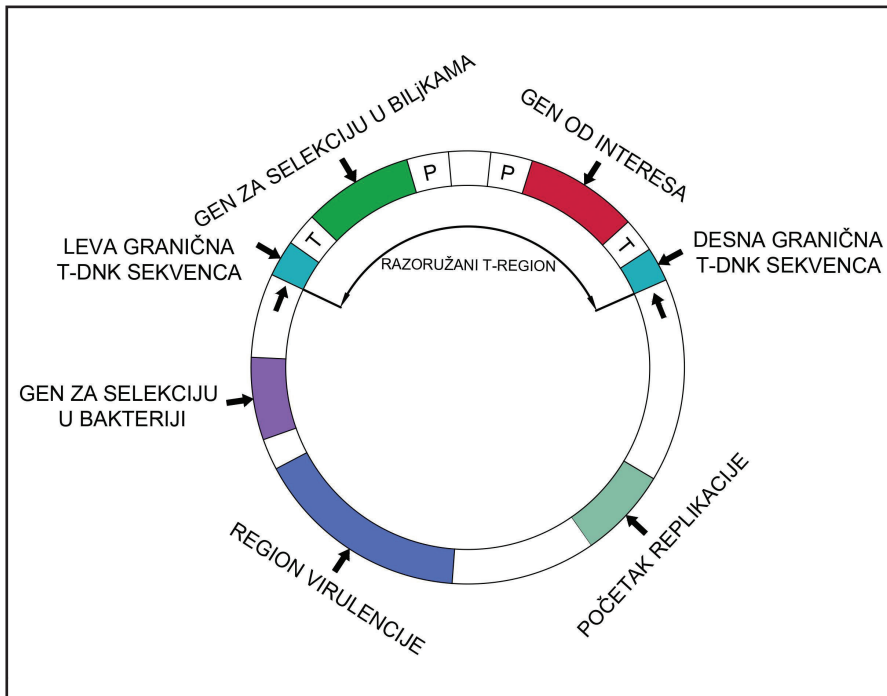 GEN ZA SELEKCIJU U BILjKAMA
GEN OD INTERESA
P
P
T
T
LEVA GRANIČNA
T-DNK SEKVENCA
DESNA GRANIČNA
T-DNK SEKVENCA
RAZORUŽANI T-REGION
GEN ZA SELEKCIJU
U BAKTERIJI
REGION VIRULENCIJE
POČETAK REPLIKACIJE